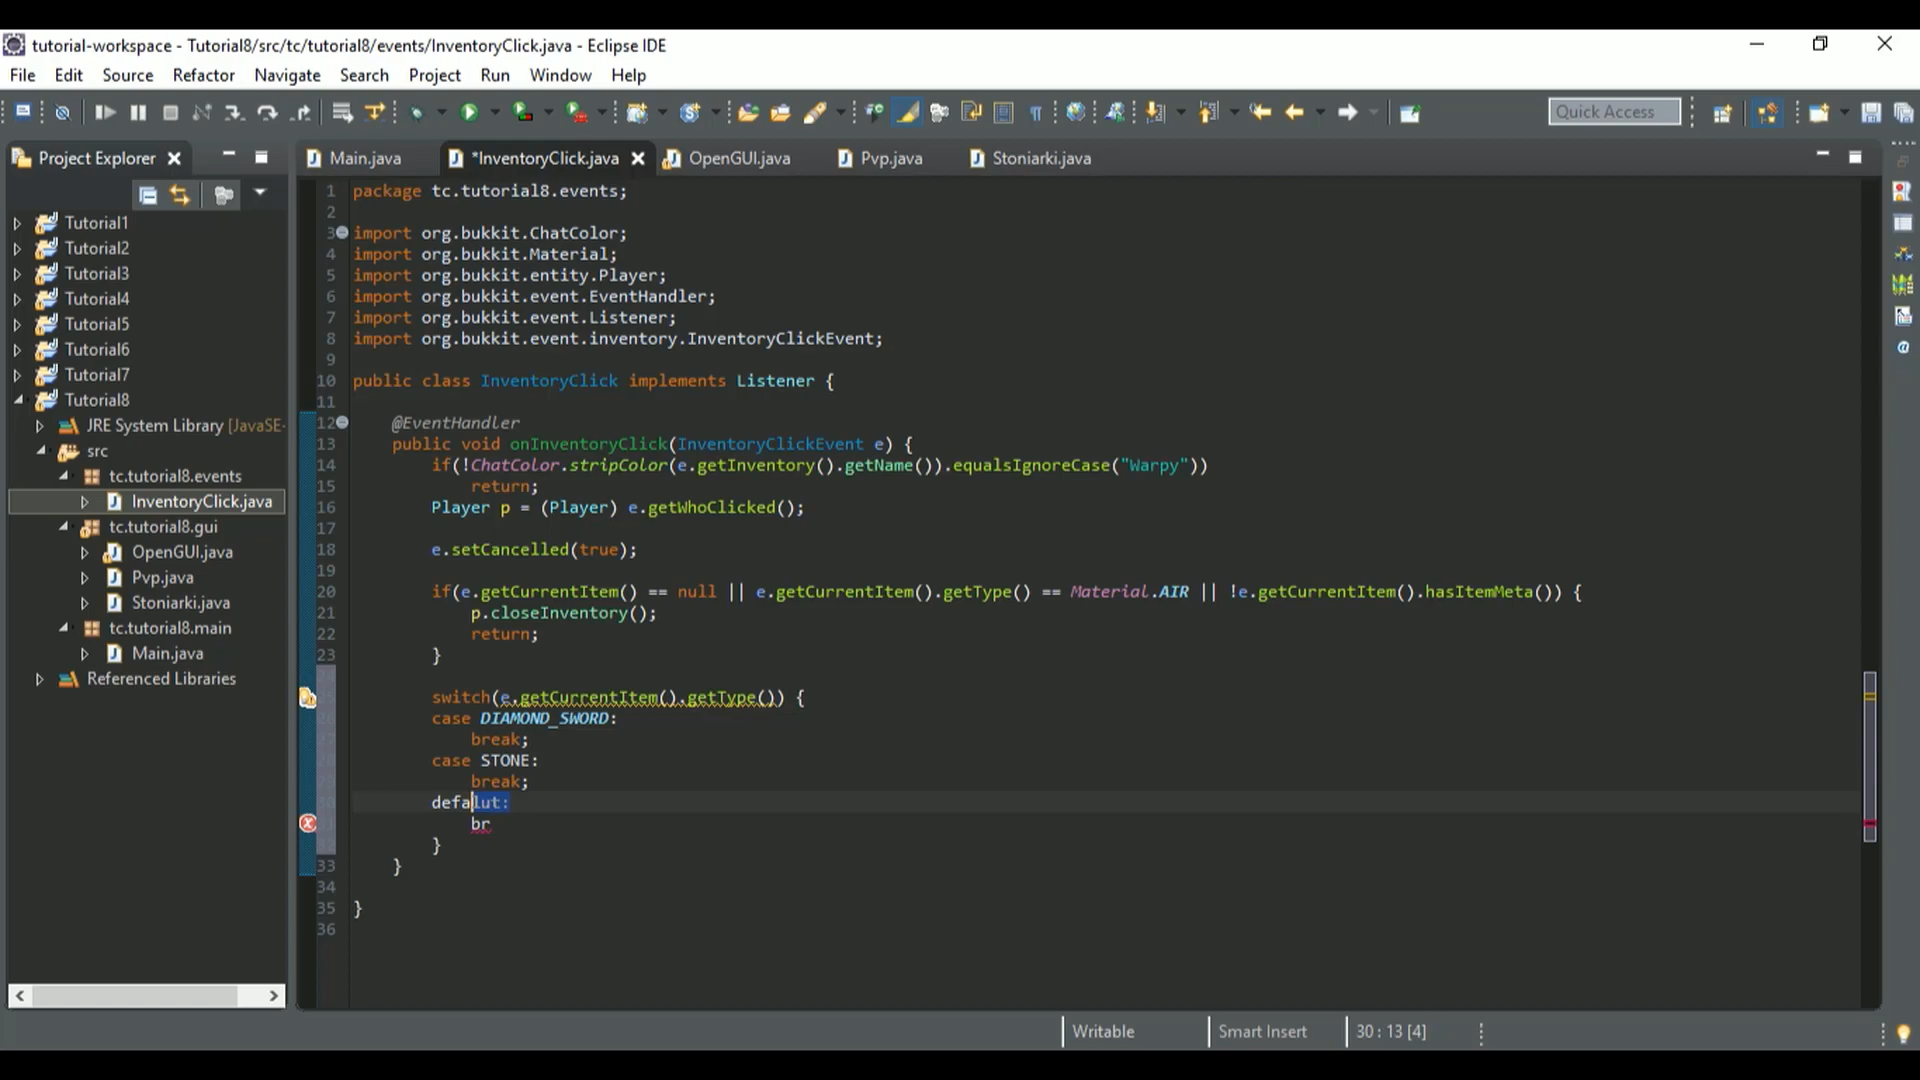 tutorial-workspace - Tutorial8/src/tc/tutorial8/events/InventoryClick.java - Eclipse IDE
File Edit Source Refactor Navigate Search Project Run Window Help
Quick Access
Project Explorer
Main.java *InventoryClick.java OpenGUI.java Pvp.java Stoniarki.java
Tutorial1
Tutorial2
Tutorial3
Tutorial4
Tutorial5
Tutorial6
Tutorial7
Tutorial8
JRE System Library [JavaSE-
src
tc.tutorial8.events
InventoryClick.java
tc.tutorial8.gui
OpenGUI.java
Pvp.java
Stoniarki.java
tc.tutorial8.main
Main.java
Referenced Libraries
1 package tc.tutorial8.events;
2
3 import org.bukkit.ChatColor;
4 import org.bukkit.Material;
5 import org.bukkit.entity.Player;
6 import org.bukkit.event.EventHandler;
7 import org.bukkit.event.Listener;
8 import org.bukkit.event.inventory.InventoryClickEvent;
9
10 public class InventoryClick implements Listener {
11
12 @EventHandler
13 public void onInventoryClick(InventoryClickEvent e) {
14 if(!ChatColor.stripColor(e.getInventory().getName()).equalsIgnoreCase("Warpy"))
15 return;
16 Player p = (Player) e.getWhoClicked();
17
18 e.setCancelled(true);
19
20 if(e.getCurrentItem() == null || e.getCurrentItem().getType() == Material.AIR || !e.getCurrentItem().hasItemMeta()) {
21 p.closeInventory();
22 return;
23 }
switch(e.getCurrentItem().getType()) {
case DIAMOND_SWORD:
break;
case STONE:
break;
defalut:
br
}
33 }
34
35 }
36
Writable Smart Insert 30 : 13 [4]